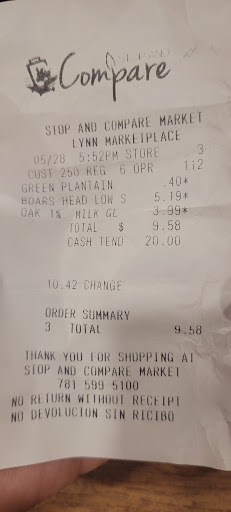 Compare
STOP AND COMPARE MARKET
LYNN MARKETPLACE
05/28 5:52PM STORE 3
CUST 250 REG 6 OPR 112
GREEN PLANTAIN .40*
BOARS HEAD LOW S 5.19*
OAK 1% MILK GL 3.99*
TOTAL $ 9.58
CASH TEND 20.00
10.42 CHANGE
ORDER SUMMARY
3 TOTAL 9.58
THANK YOU FOR SHOPPING AT
STOP AND COMPARE MARKET
781 599 5100
NO RETURN WITHOUT RECEIPT
NO DEVOLUCION SIN RICIBO